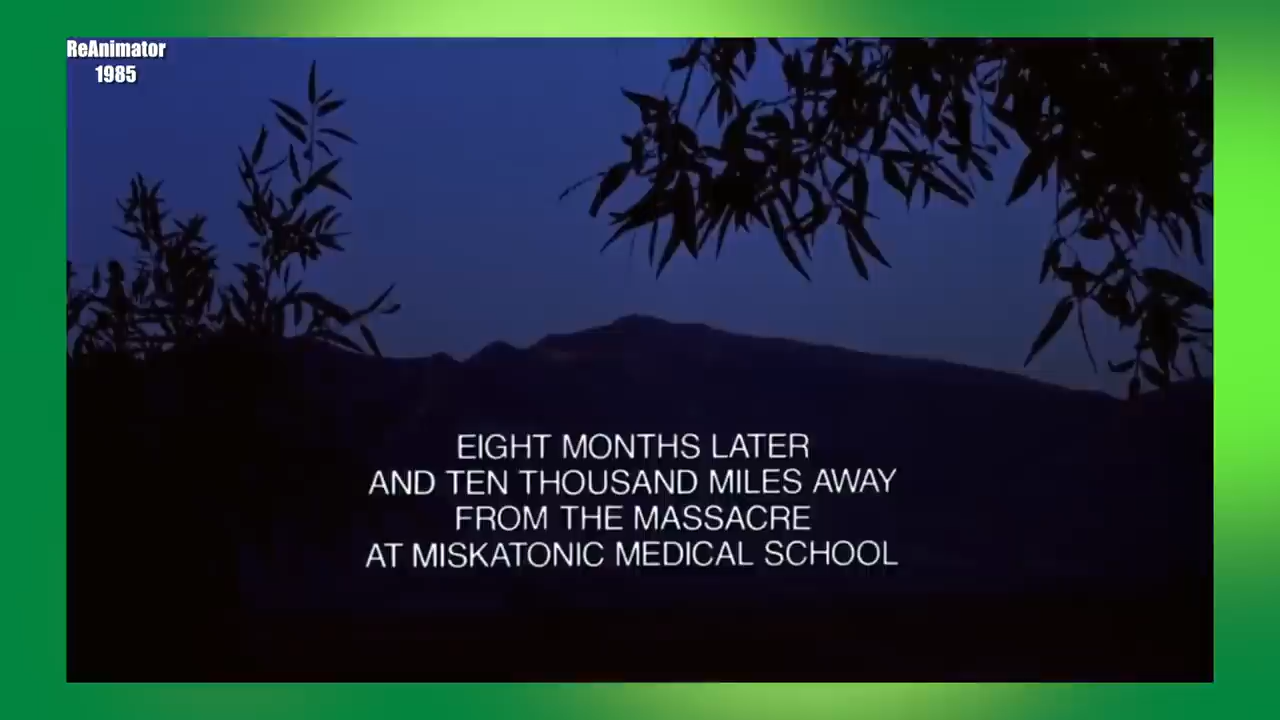 ReAnimator
1985
EIGHT MONTHS LATER
AND TEN THOUSAND MILES AWAY
FROM THE MASSACRE
AT MISKATONIC MEDICAL SCHOOL